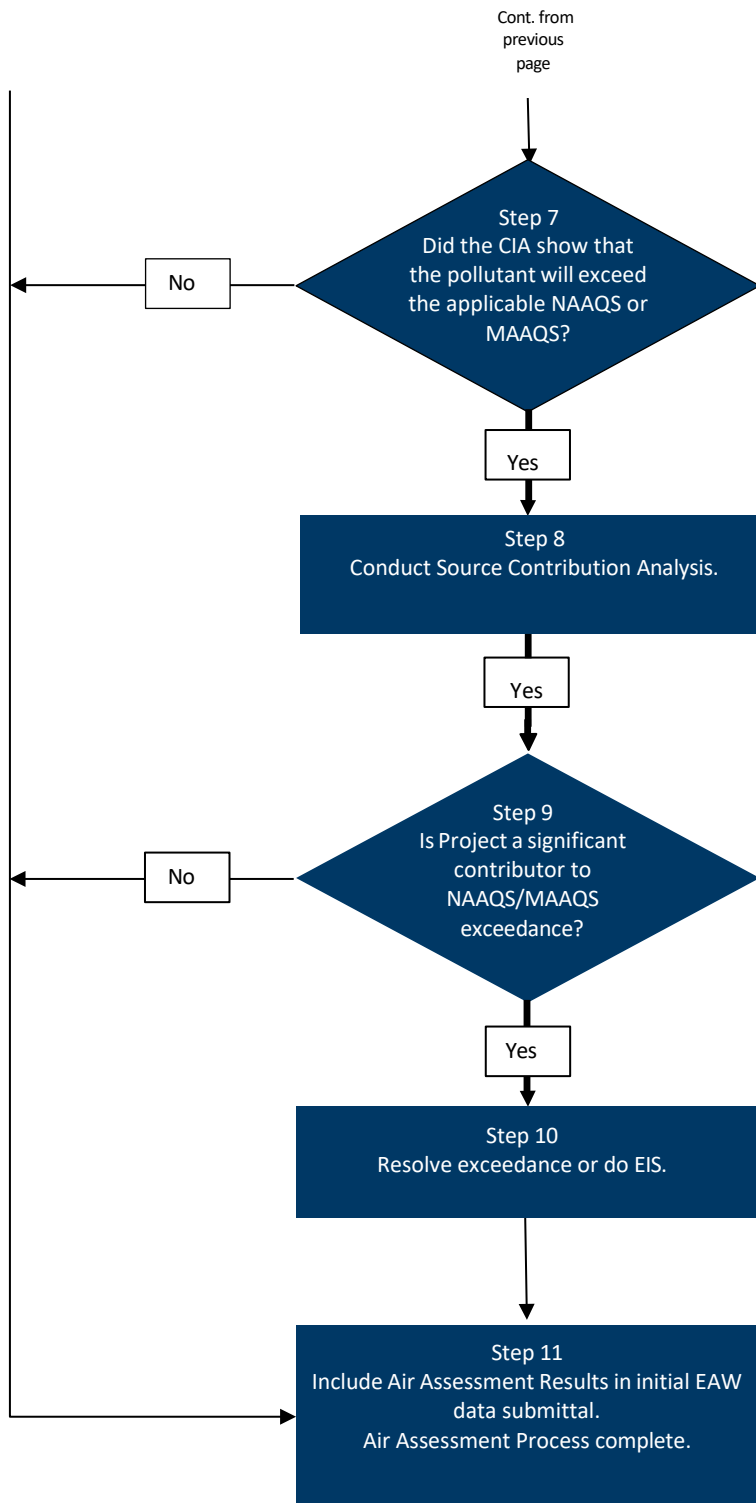 Cont. from
previous
page
Step 7
Did the CIA show that
the pollutant will exceed
the applicable NAAQS or
MAAQS?
No
Yes
Step 8
Conduct Source Contribution Analysis.
Yes
Step 9
Is Project a significant
contributor to
NAAQS/MAAQS
exceedance?
No
Yes
Step 10
Resolve exceedance or do EIS.
Step 11
Include Air Assessment Results in initial EAW
data submittal.
Air Assessment Process complete.